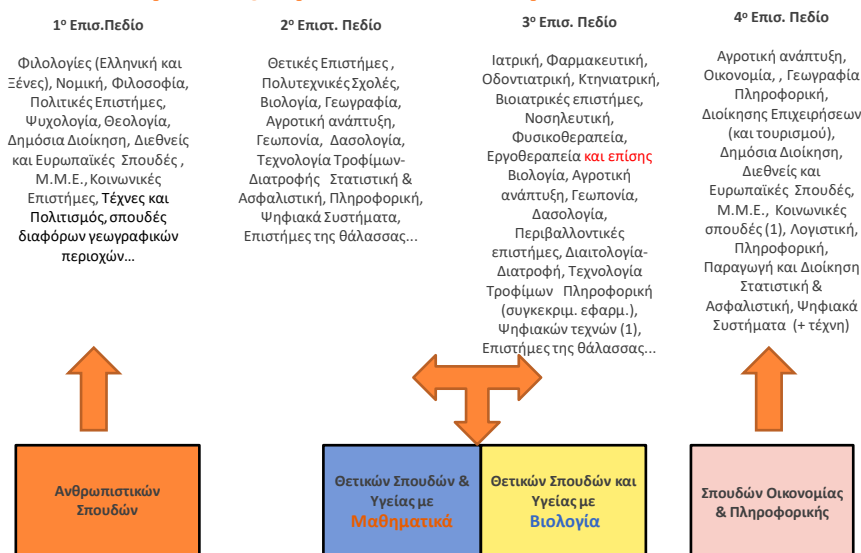 1ο Επισ.Πεδίο
Φιλολογίες (Ελληνική και
Ξένες), Νομική, Φιλοσοφία,
Πολιτικές Επιστήμες,
Ψυχολογία, Θεολογία,
Δημόσια Διοίκηση, Διεθνείς
και Ευρωπαϊκές Σπουδές ,
Μ.Μ.Ε., Κοινωνικές
Επιστήμες, Τέχνες και
Πολιτισμός, σπουδές
διαφόρων γεωγραφικών
περιοχών…
2ο Επιστ. Πεδίο
Θετικές Επιστήμες ,
Πολυτεχνικές Σχολές,
Βιολογία, Γεωγραφία,
Αγροτική ανάπτυξη,
Γεωπονία, Δασολογία,
Τεχνολογία Τροφίμων-
Διατροφής Στατιστική &
Ασφαλιστική, Πληροφορική,
Ψηφιακά Συστήματα,
Επιστήμες της θάλασσας...
3ο Επισ. Πεδίο
Ιατρική, Φαρμακευτική,
Οδοντιατρική, Κτηνιατρική,
Βιοιατρικές επιστήμες,
Νοσηλευτική,
Φυσικοθεραπεία,
Εργοθεραπεία και επίσης
Βιολογία, Αγροτική
ανάπτυξη, Γεωπονία,
Δασολογία,
Περιβαλλοντικές
επιστήμες, Διαιτολογία-
Διατροφή, Τεχνολογία
Τροφίμων Πληροφορική
(συγκεκριμ. εφαρμ.),
Ψηφιακών τεχνών (1),
Επιστήμες της θάλασσας...
4ο Επισ. Πεδίο
Αγροτική ανάπτυξη,
Οικονομία, , Γεωγραφία
Πληροφορική,
Διοίκησης Επιχειρήσεων
(και τουρισμού),
Δημόσια Διοίκηση,
Διεθνείς και
Ευρωπαϊκές Σπουδές,
Μ.Μ.Ε., Κοινωνικές
σπουδές (1), Λογιστική,
Πληροφορική,
Παραγωγή και Διοίκηση
Στατιστική &
Ασφαλιστική, Ψηφιακά
Συστήματα (+ τέχνη)
Ανθρωπιστικών
Σπουδών
Θετικών Σπουδών &
Υγείας με
Μαθηματικά
Θετικών Σπουδών και
Υγείας με
Βιολογία
Σπουδών Οικονομίας
& Πληροφορικής